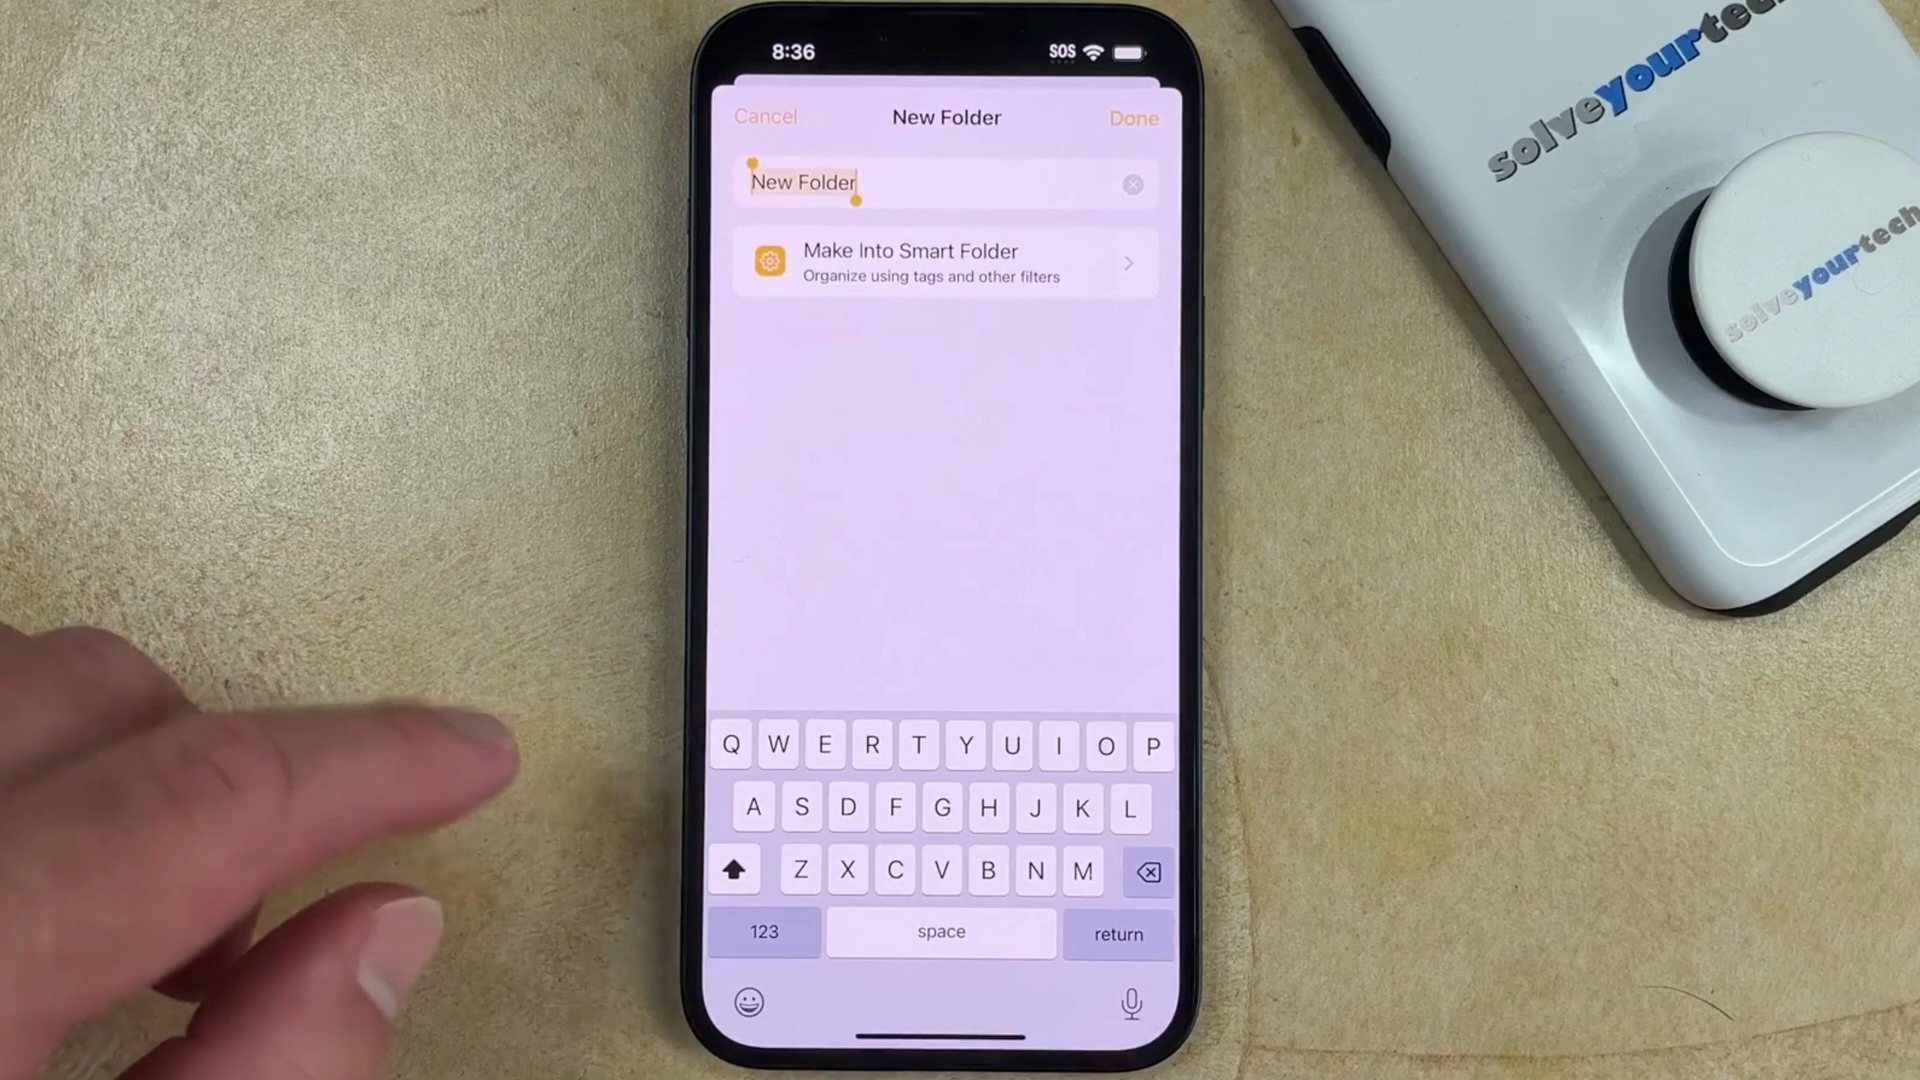 8:36 SOS
Cancel New Folder Done
New Folder
Make Into Smart Folder
Organize using tags and other filters
Q W E R T Y U I O P
A S D F G H J K L
Z X C V B N M
123 space return
solveyourtech
solveyourtech